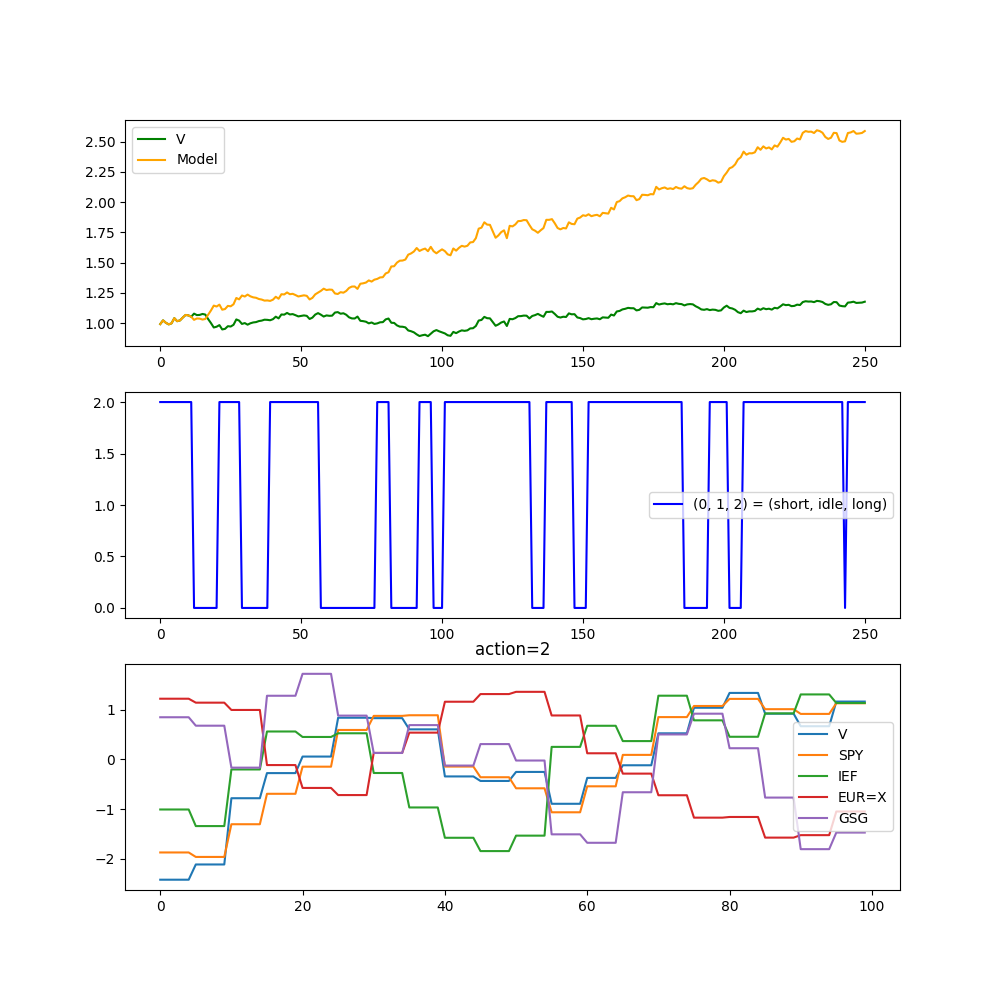 V
Model
2.50
2.25
2.00
1.75
1.50
1.25
1.00
0 50 100 150 200 250
2.0
1.5
1.0
0.5
0.0
(0, 1, 2) = (short, idle, long)
0 50 100 150 200 250
action=2
1
0
−1
−2
V
SPY
IEF
EUR=X
GSG
0 20 40 60 80 100